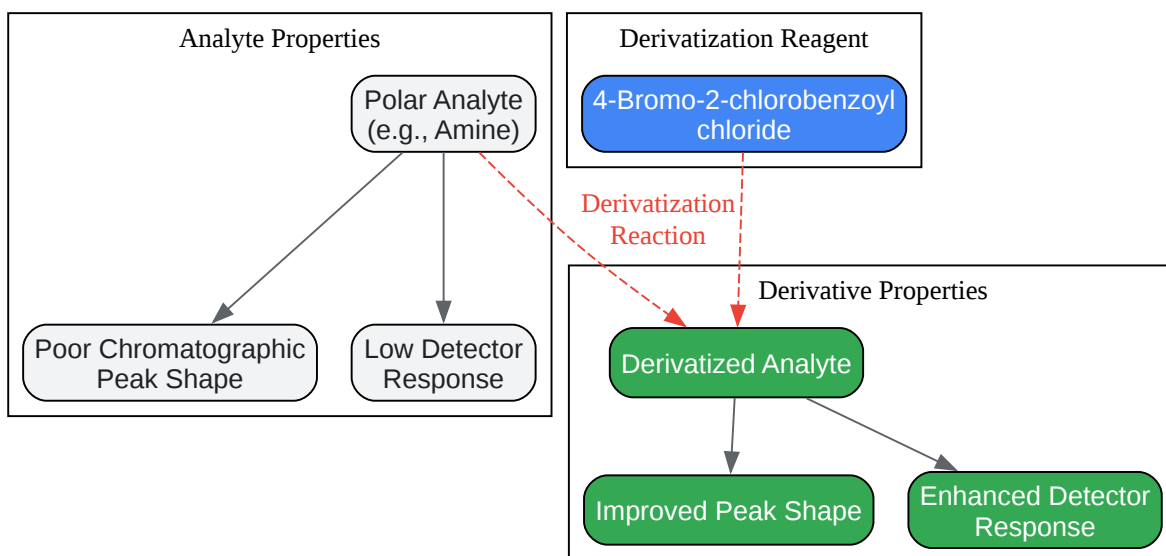 Analyte Properties
Polar Analyte
(e.g., Amine)
Poor Chromatographic
Peak Shape
Low Detector
Response
Derivatization Reagent
4-Bromo-2-chlorobenzoyl
chloride
Derivatization
Reaction
Derivative Properties
Derivatized Analyte
Improved Peak Shape
Enhanced Detector
Response